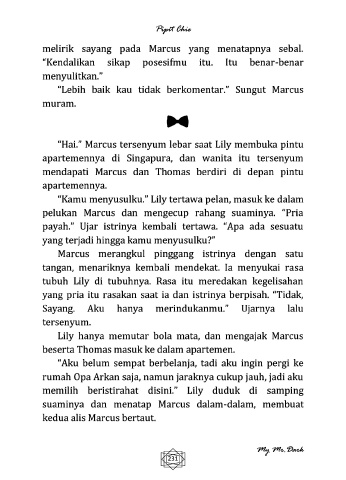 Pipit Chie
melirik sayang pada Marcus yang menatapnya sebal.
“Kendalikan sikap posesifmu itu. Itu benar-benar
menyulitkan.”
“Lebih baik kau tidak berkomentar.” Sungut Marcus
muram.
“Hai.” Marcus tersenyum lebar saat Lily membuka pintu
apartemennya di Singapura, dan wanita itu tersenyum
mendapati Marcus dan Thomas berdiri di depan pintu
apartemennya.
“Kamu menyusulku.” Lily tertawa pelan, masuk ke dalam
pelukan Marcus dan mengecup rahang suaminya. “Pria
payah.” Ujar istrinya kembali tertawa. “Apa ada sesuatu
yang terjadi hingga kamu menyusulku?”
Marcus merangkul pinggang istrinya dengan satu
tangan, menariknya kembali mendekat. Ia menyukai rasa
tubuh Lily di tubuhnya. Rasa itu meredakan kegelisahan
yang pria itu rasakan saat ia dan istrinya berpisah. “Tidak,
Sayang. Aku hanya merindukanmu.” Ujarnya lalu
tersenyum.
Lily hanya memutar bola mata, dan mengajak Marcus
beserta Thomas masuk ke dalam apartemen.
“Aku belum sempat berbelanja, tadi aku ingin pergi ke
rumah Opa Arkan saja, namun jaraknya cukup jauh, jadi aku
memilih beristirahat disini.” Lily duduk di samping
suaminya dan menatap Marcus dalam-dalam, membuat
kedua alis Marcus bertaut.
231
My Mr. Dark